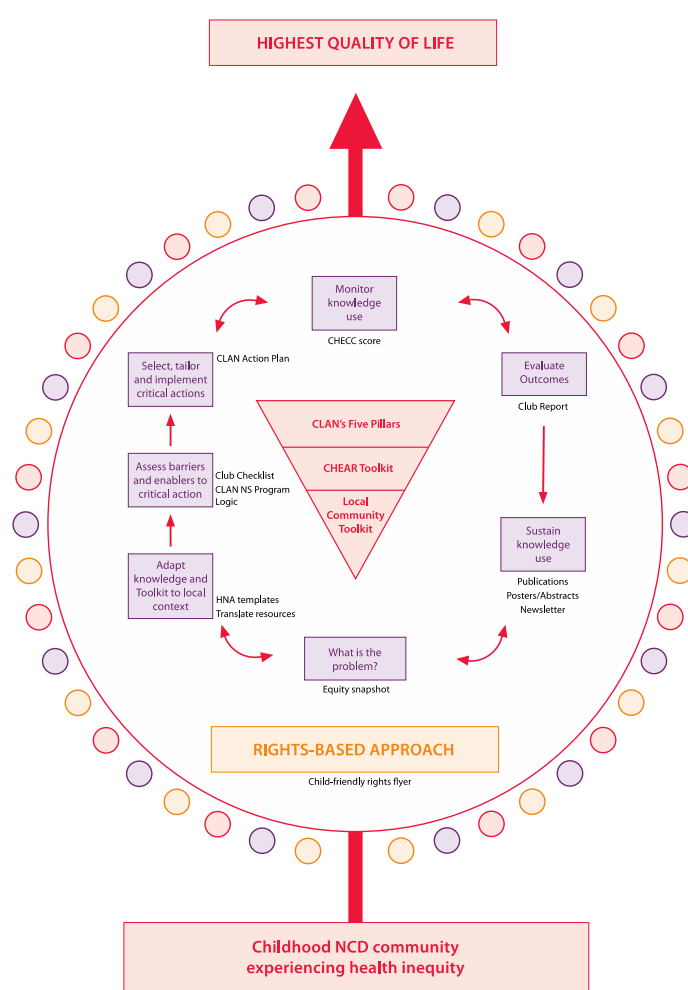 HIGHEST QUALITY OF LIFE
Monitor
knowledge
use
CHECC score
CLAN Action Plan
Select, tailor
and implement
critical actions
Evaluate
Outcomes
Club Report
CLAN's Five Pillars
CHEAR Toolkit
Local
Community
Toolkit
Assess barriers
and enablers to
critical action
Club Checklist
CLAN NS Program
Logic
Adapt
knowledge and
Toolkit to local
context
HNA templates
Translate resources
Sustain
knowledge
use
Publications
Posters/Abstracts
Newsletter
What is the
problem?
Equity snapshot
RIGHTS-BASED APPROACH
Child-friendly rights flyer
Childhood NCD community
experiencing health inequity